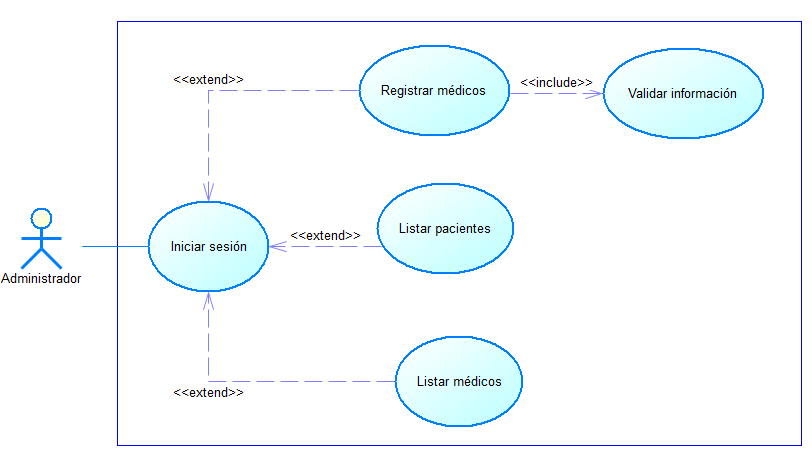 <<extend>>
Registrar médicos
<<include>>
Validar información
Listar pacientes
<<extend>>
Iniciar sesión
Administrador
Listar médicos
<<extend>>